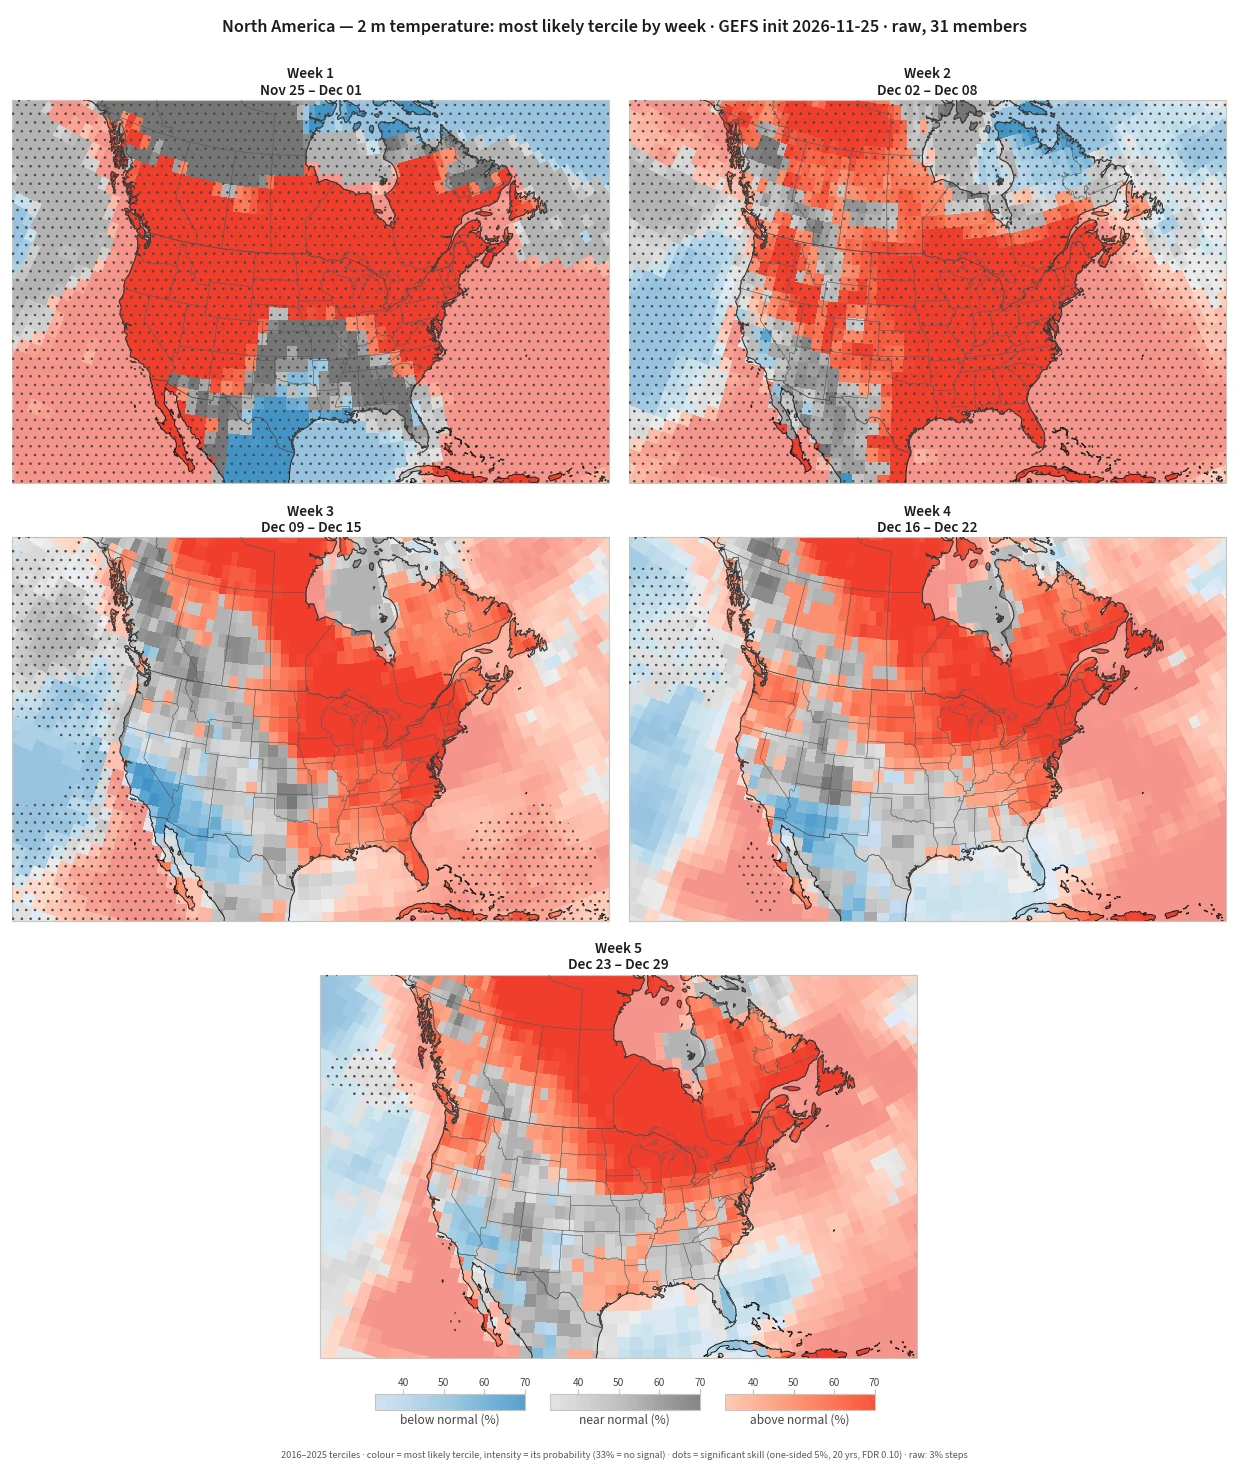 North America — 2 m temperature: most likely tercile by week · GEFS init 2026-11-25 · raw, 31 members
Week 1
Nov 25 – Dec 01
Week 2
Dec 02 – Dec 08
Week 3
Dec 09 – Dec 15
Week 4
Dec 16 – Dec 22
Week 5
Dec 23 – Dec 29
40 50 60 70
below normal (%)
40 50 60 70
near normal (%)
40 50 60 70
above normal (%)
2016–2025 terciles · colour = most likely tercile, intensity = its probability (33% = no signal) · dots = significant skill (one-sided 5%, 20 yrs, FDR 0.10) · raw: 3% steps